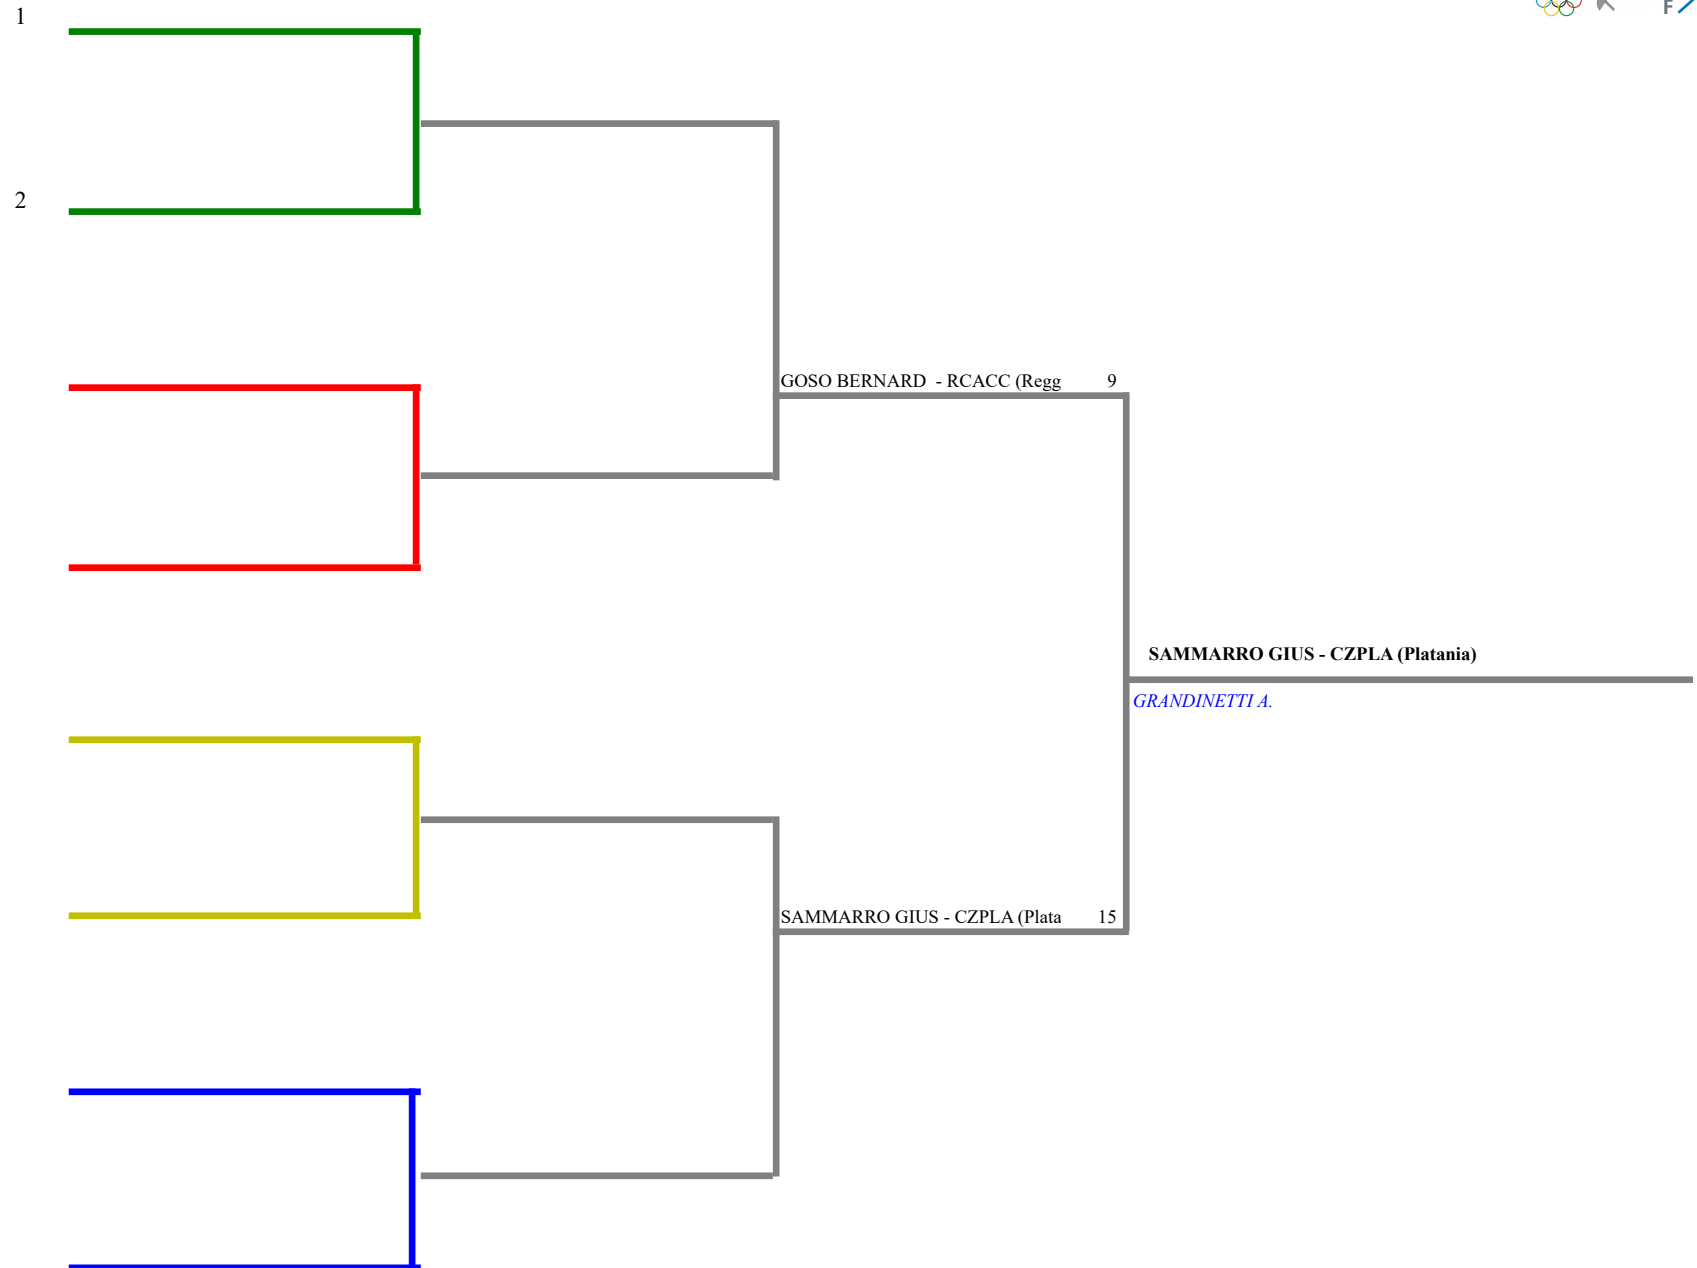 1
F
2
GOSO BERNARD - RCACC (Regg 9
SAMMARRO GIUS - CZPLA (Platania)
GRANDINETTI A.
SAMMARRO GIUS - CZPLA (Plata 15